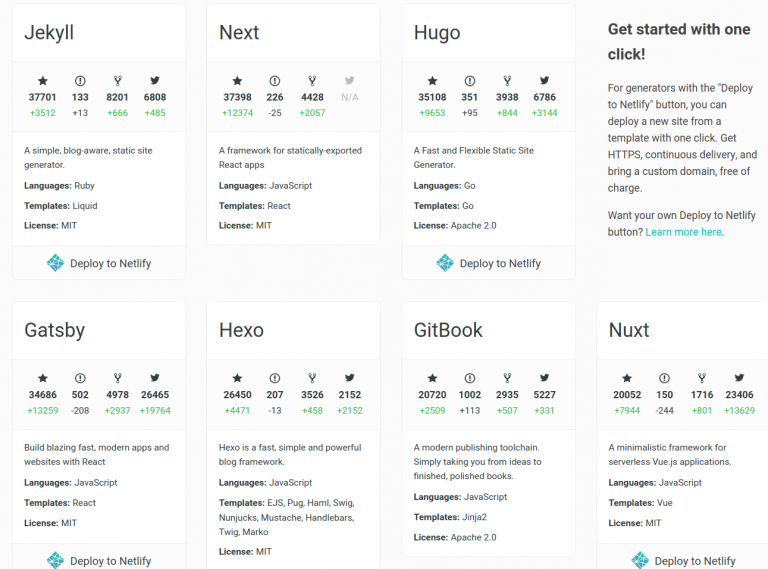 Jekyll
37701 133 8201 6808
+3512 +13 +666 +485
A simple, blog-aware, static site
generator.
Languages: Ruby
Templates: Liquid
License: MIT
Deploy to Netlify
Next
37398 226 4428 N/A
+12374 -25 +2057
A framework for statically-exported
React apps
Languages: JavaScript
Templates: React
License: MIT
Hugo
35108 351 3938 6786
+9653 +95 +844 +3144
A Fast and Flexible Static Site
Generator.
Languages: Go
Templates: Go
License: Apache 2.0
Deploy to Netlify
Get started with one
click!
For generators with the "Deploy
to Netlify" button, you can
deploy a new site from a
template with one click. Get
HTTPS, continuous delivery, and
bring a custom domain, free of
charge.
Want your own Deploy to Netlify
button? Learn more here.
Gatsby
34686 502 4978 26465
+13259 -208 +2937 +19764
Build blazing fast, modern apps and
websites with React
Languages: JavaScript
Templates: React
License: MIT
Deploy to Netlify
Hexo
26450 207 3526 2152
+4471 -13 +458 +2152
Hexo is a fast, simple and powerful
blog framework.
Languages: JavaScript
Templates: EJS, Pug, Haml, Swig,
Nunjucks, Mustache, Handlebars,
Twig, Marko
License: MIT
GitBook
20720 1002 2935 5227
+2509 +113 +507 +331
A modern publishing toolchain.
Simply taking you from ideas to
finished, polished books.
Languages: JavaScript
Templates: Jinja2
License: Apache 2.0
Nuxt
20052 150 1716 23406
+7944 -244 +801 +13629
A minimalistic framework for
serverless Vue.js applications.
Languages: JavaScript
Templates: Vue
License: MIT
Deploy to Netlify